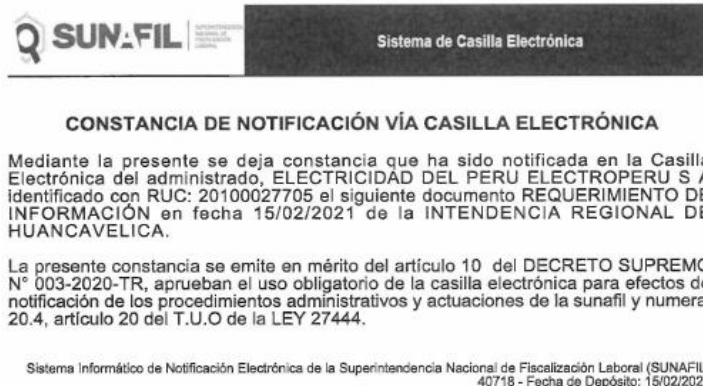 SUNAFIL
SUPERINTENDENCIA
NACIONAL DE
FISCALIZACIÓN
LABORAL
Sistema de Casilla Electrónica
CONSTANCIA DE NOTIFICACIÓN VÍA CASILLA ELECTRÓNICA
Mediante la presente se deja constancia que ha sido notificada en la Casilla
Electrónica del administrado, ELECTRICIDAD DEL PERU ELECTROPERU S A
identificado con RUC: 20100027705 el siguiente documento REQUERIMIENTO DE
INFORMACIÓN en fecha 15/02/2021 de la INTENDENCIA REGIONAL DE
HUANCAVELICA.
La presente constancia se emite en mérito del artículo 10 del DECRETO SUPREMO
N° 003-2020-TR, aprueban el uso obligatorio de la casilla electrónica para efectos de
notificación de los procedimientos administrativos y actuaciones de la sunafil y numera
20.4, artículo 20 del T.U.O de la LEY 27444.
Sistema Informático de Notificación Electrónica de la Superintendencia Nacional de Fiscalización Laboral (SUNAFIL
40718 - Fecha de Depósito: 15/02/202